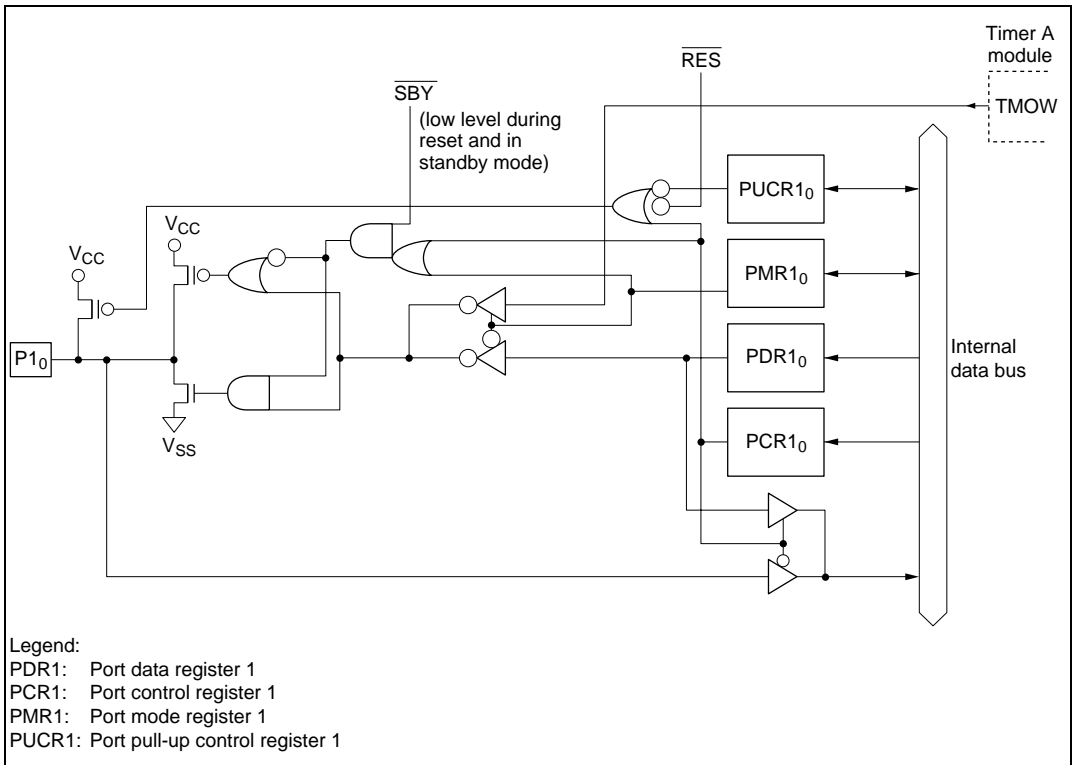 Timer A
module
RES
SBY
TMOW
(low level during
reset and in
standby mode)
PUCR1₀
VCC
VCC
PMR1₀
P1₀
PDR1₀
Internal
data bus
PCR1₀
VSS
Legend:
PDR1: Port data register 1
PCR1: Port control register 1
PMR1: Port mode register 1
PUCR1: Port pull-up control register 1